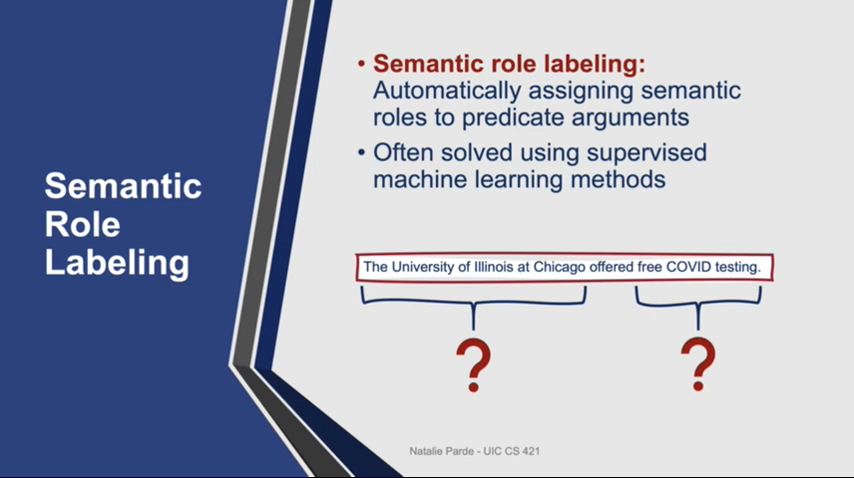 Semantic
Role
Labeling
• Semantic role labeling:
Automatically assigning semantic
roles to predicate arguments
• Often solved using supervised
machine learning methods
The University of Illinois at Chicago offered free COVID testing.
? ?
Natalie Parde - UIC CS 421